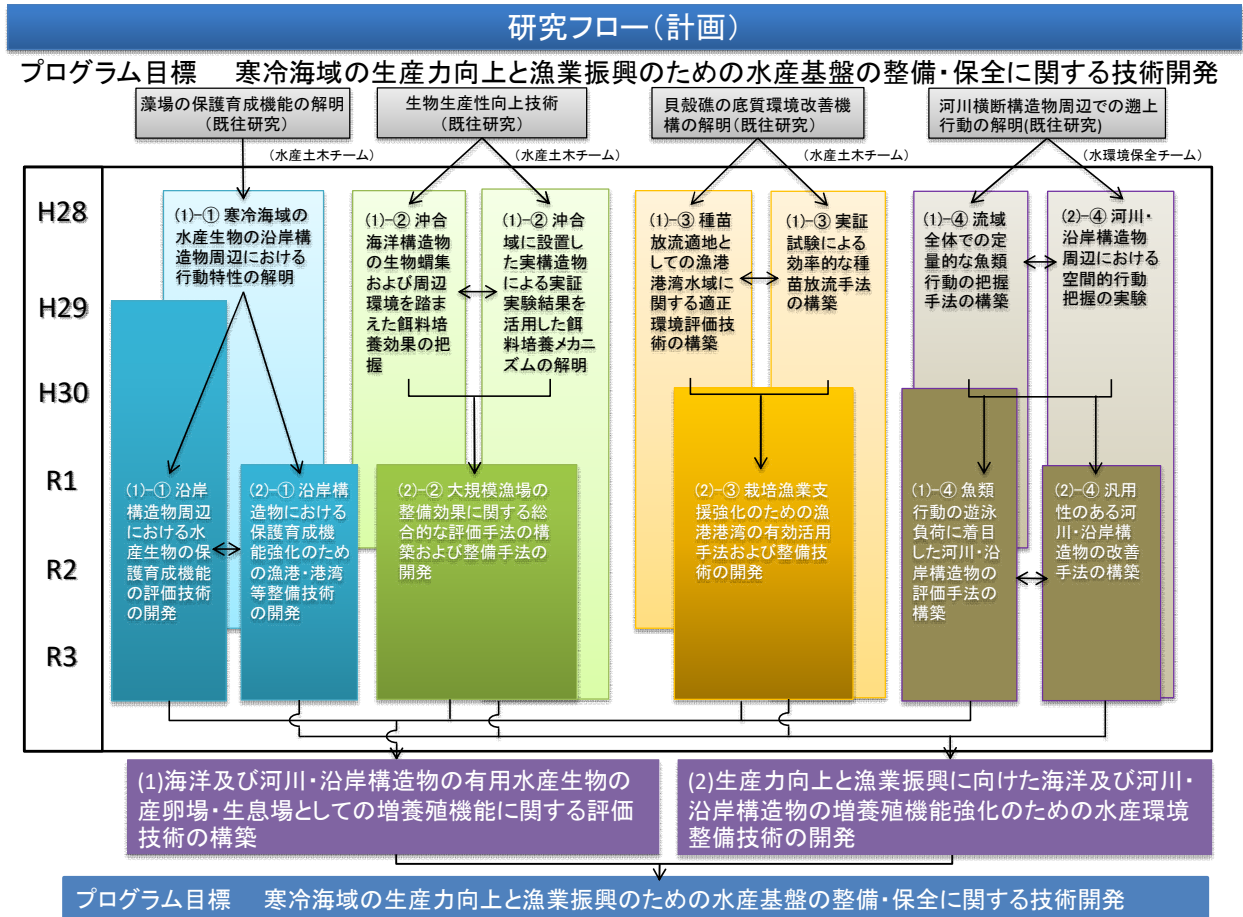 研究フロー(計画)
プログラム目標　寒冷海域の生産力向上と漁業振興のための水産基盤の整備・保全に関する技術開発
藻場の保護育成機能の解明
(既往研究)
生物生産性向上技術
(既往研究)
貝殻礁の底質環境改善機
構の解明(既往研究)
河川横断構造物周辺での遡上
行動の解明(既往研究)
(水産土木チーム)
(水産土木チーム)
(水産土木チーム)
(水環境保全チーム)
H28
H29
H30
R1
R2
R3
(1)-① 寒冷海域の
水産生物の沿岸構
造物周辺における
行動特性の解明
(1)-② 沖合
海洋構造物
の生物蝟集
および周辺
環境を踏ま
えた餌料培
養効果の把
握
(1)-② 沖合
域に設置し
た実構造物
による実証
実験結果を
活用した餌
料培養メカニ
ズムの解明
(1)-③ 種苗
放流適地と
しての漁港
港湾水域に
関する適正
環境評価技
術の構築
(1)-③ 実証
試験による
効率的な種
苗放流手法
の構築
(1)-④ 流域
全体での定
量的な魚類
行動の把握
手法の構築
(2)-④ 河川・
沿岸構造物
周辺における
空間的行動
把握の実験
(1)-① 沿岸
構造物周辺
における水
産生物の保
護育成機能
の評価技術
の開発
(2)-① 沿岸構
造物における
保護育成機
能強化のため
の漁港・港湾
等整備技術
の開発
(2)-② 大規模漁場の
整備効果に関する総
合的な評価手法の構
築および整備手法の
開発
(2)-③ 栽培漁業支
援強化のための漁
港港湾の有効活用
手法および整備技
術の開発
(1)-④ 魚類
行動の遊泳
負荷に着目
した河川・沿
岸構造物の
評価手法の
構築
(2)-④ 汎用
性のある河
川・沿岸構
造物の改善
手法の構築
(1)海洋及び河川・沿岸構造物の有用水産生物の
産卵場・生息場としての増養殖機能に関する評価
技術の構築
(2)生産力向上と漁業振興に向けた海洋及び河川・
沿岸構造物の増養殖機能強化のための水産環境
整備技術の開発
プログラム目標　寒冷海域の生産力向上と漁業振興のための水産基盤の整備・保全に関する技術開発